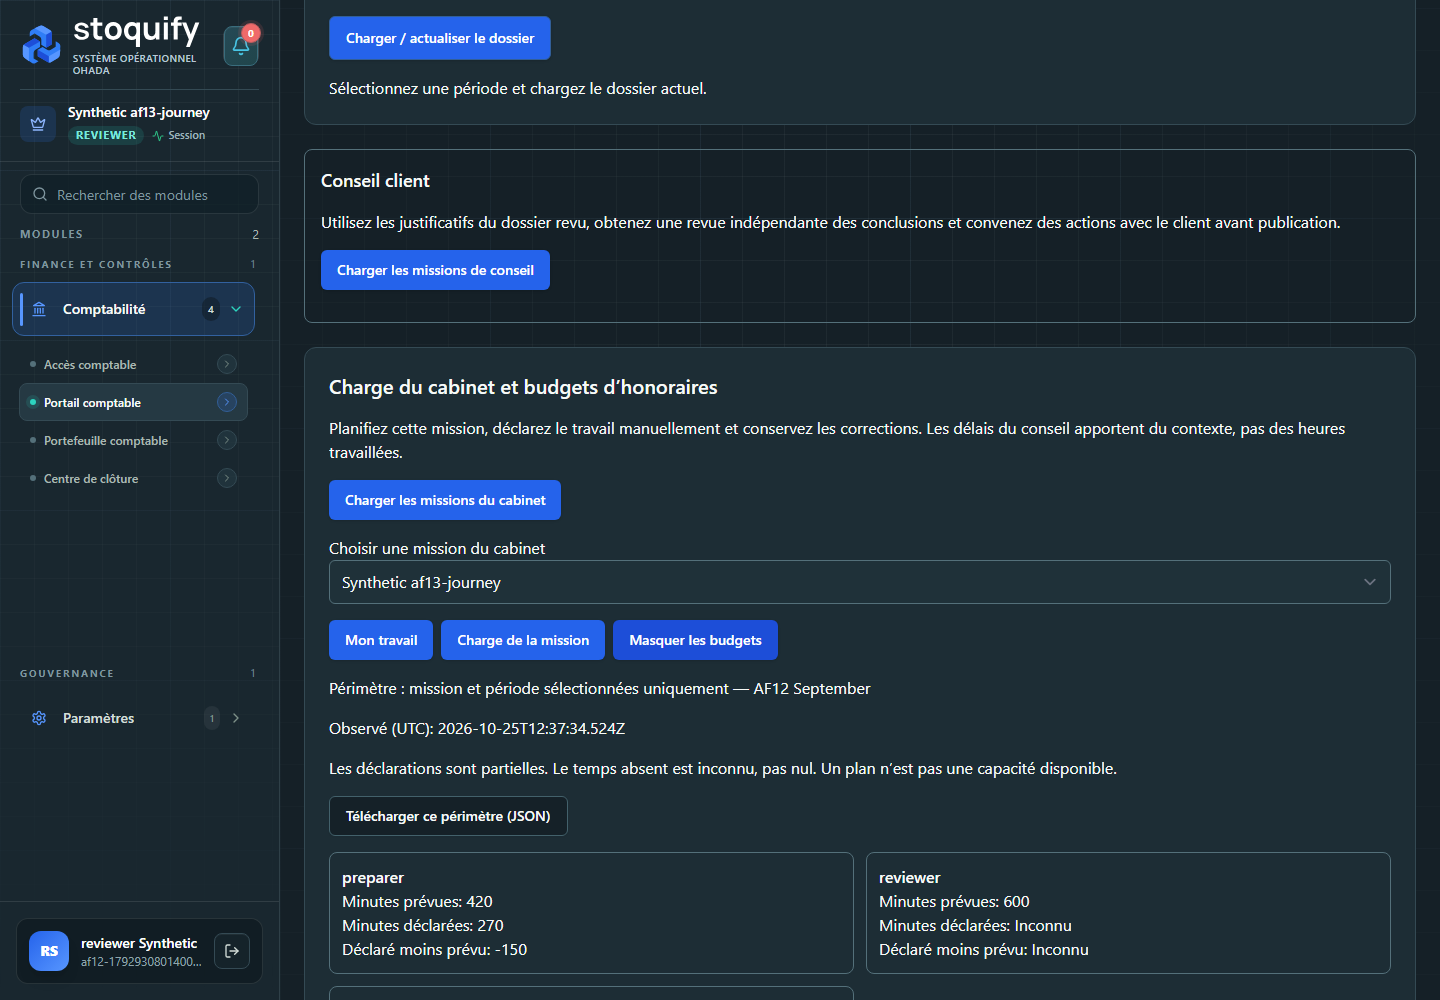 stoquify
SYSTÈME OPÉRATIONNEL
OHADA
0
Synthetic af13-journey
REVIEWER
Session
Rechercher des modules
MODULES
2
FINANCE ET CONTRÔLES
1
Comptabilité
4
Accès comptable
Portail comptable
Portefeuille comptable
Centre de clôture
GOUVERNANCE
1
Paramètres
1
RS
reviewer Synthetic
af12-1792930801400...
Charger / actualiser le dossier
Sélectionnez une période et chargez le dossier actuel.
Conseil client
Utilisez les justificatifs du dossier revu, obtenez une revue indépendante des conclusions et convenez des actions avec le client avant publication.
Charger les missions de conseil
Charge du cabinet et budgets d’honoraires
Planifiez cette mission, déclarez le travail manuellement et conservez les corrections. Les délais du conseil apportent du contexte, pas des heures
travaillées.
Charger les missions du cabinet
Choisir une mission du cabinet
Synthetic af13-journey
Mon travail
Charge de la mission
Masquer les budgets
Périmètre : mission et période sélectionnées uniquement — AF12 September
Observé (UTC): 2026-10-25T12:37:34.524Z
Les déclarations sont partielles. Le temps absent est inconnu, pas nul. Un plan n’est pas une capacité disponible.
Télécharger ce périmètre (JSON)
preparer
Minutes prévues: 420
Minutes déclarées: 270
Déclaré moins prévu: -150
reviewer
Minutes prévues: 600
Minutes déclarées: Inconnu
Déclaré moins prévu: Inconnu